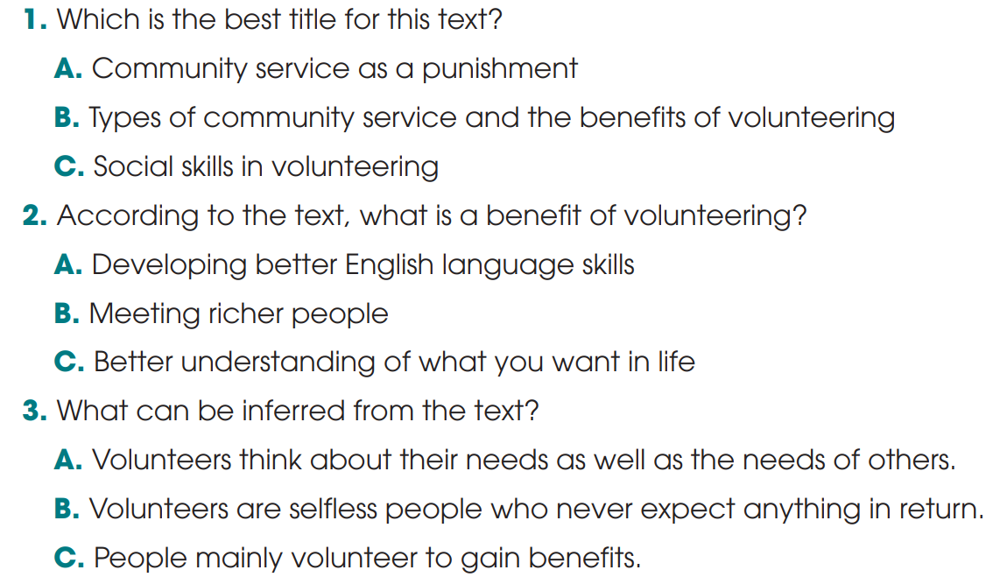 1. Which is the best title for this text?
A. Community service as a punishment
B. Types of community service and the benefits of volunteering
C. Social skills in volunteering
2. According to the text, what is a benefit of volunteering?
A. Developing better English language skills
B. Meeting richer people
C. Better understanding of what you want in life
3. What can be inferred from the text?
A. Volunteers think about their needs as well as the needs of others.
B. Volunteers are selfless people who never expect anything in return.
C. People mainly volunteer to gain benefits.